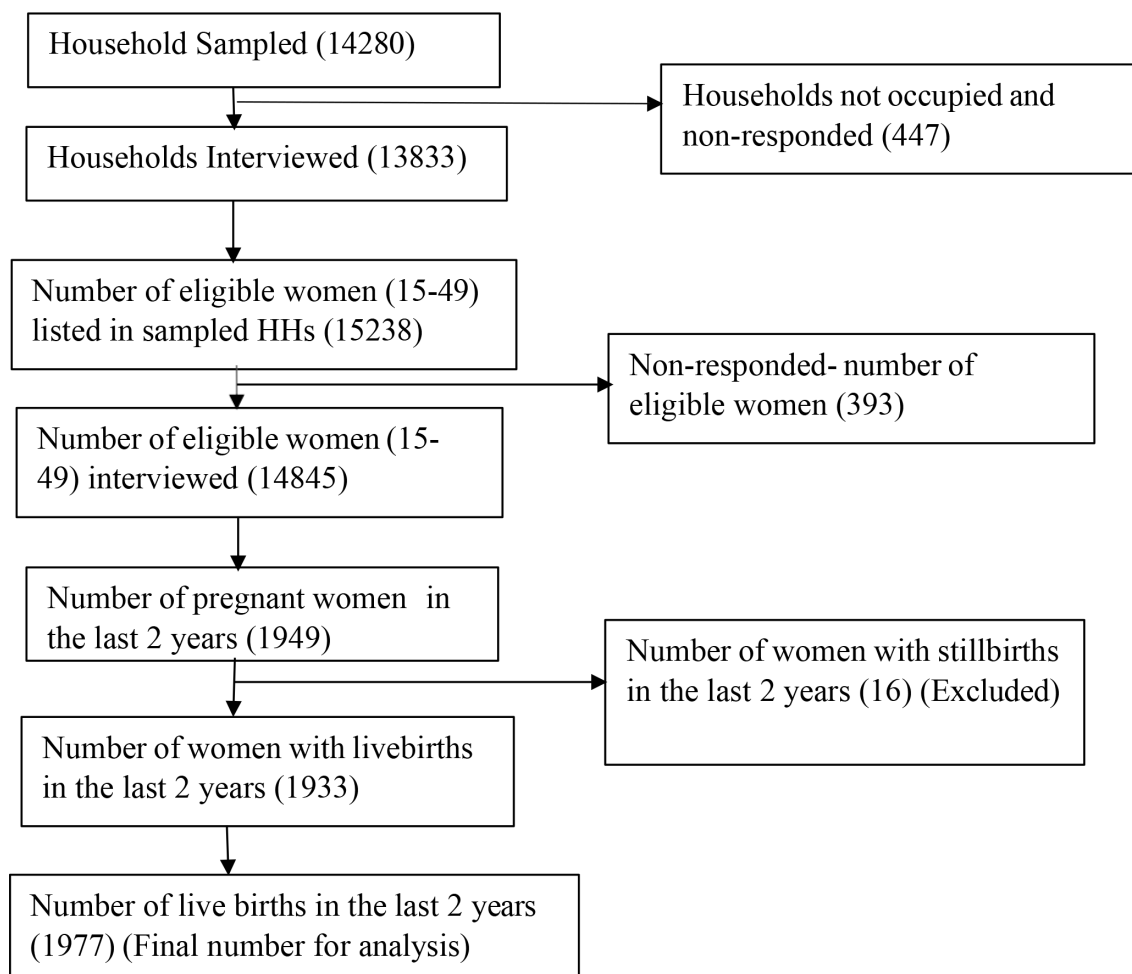 Household Sampled (14280)
Households not occupied and
non-responded (447)
Households Interviewed (13833)
Number of eligible women (15-49)
listed in sampled HHs (15238)
Non-responded- number of
eligible women (393)
Number of eligible women (15-
49) interviewed (14845)
Number of pregnant women in
the last 2 years (1949)
Number of women with stillbirths
in the last 2 years (16) (Excluded)
Number of women with livebirths
in the last 2 years (1933)
Number of live births in the last 2 years
(1977) (Final number for analysis)